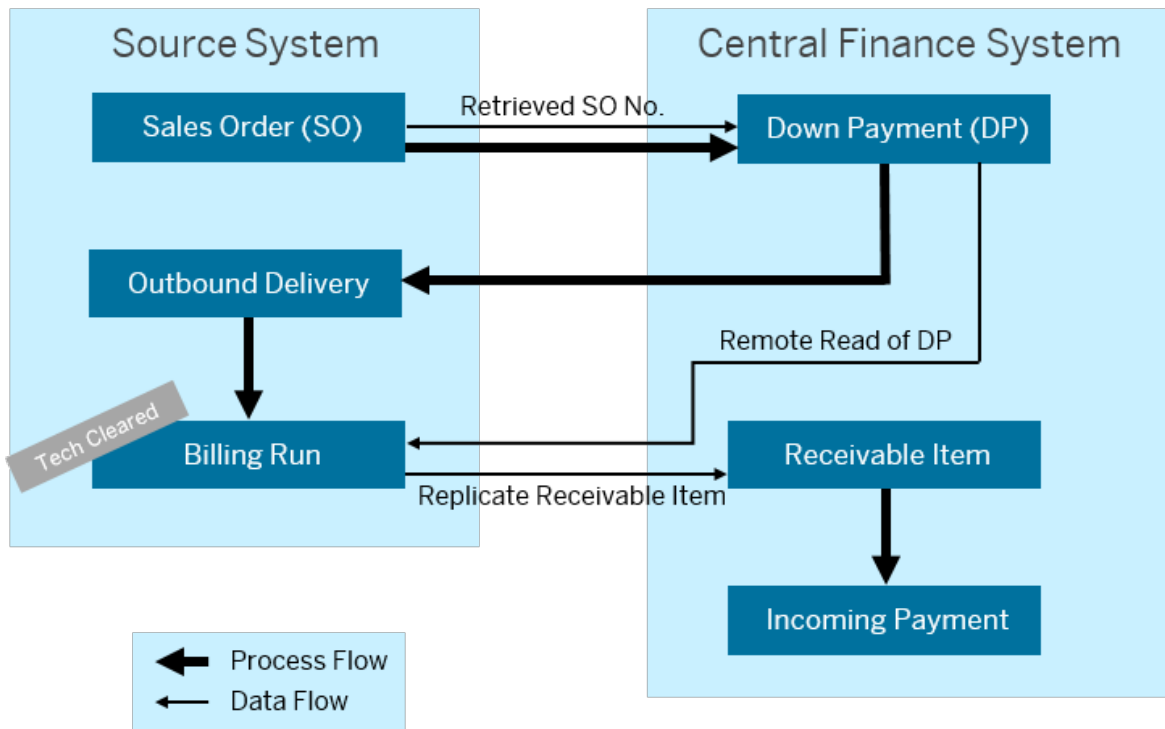 Source System
Central Finance System
Sales Order (SO)
Retrieved SO No.
Down Payment (DP)
Outbound Delivery
Remote Read of DP
Tech Cleared
Billing Run
Receivable Item
Replicate Receivable Item
Incoming Payment
Process Flow
Data Flow